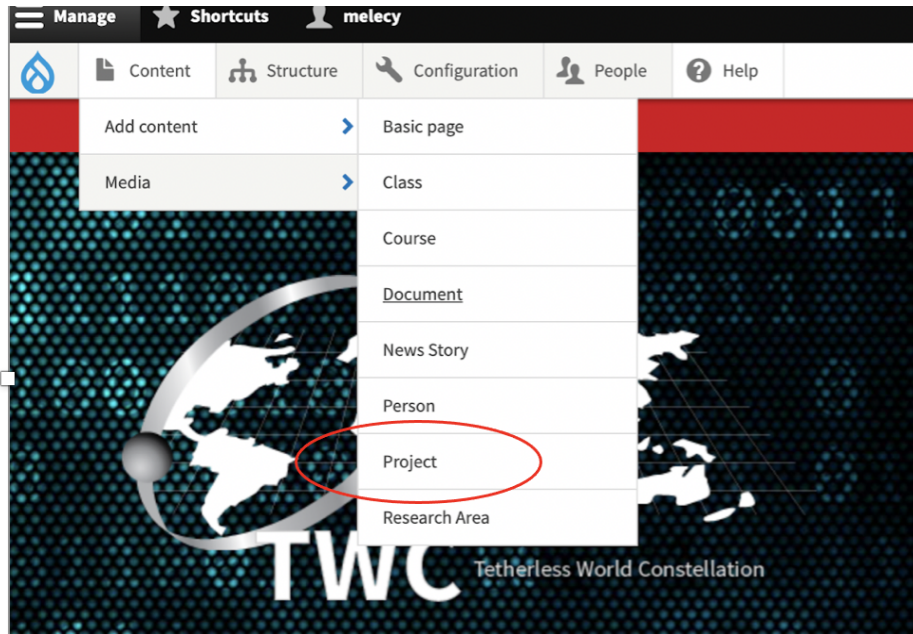 Manage Shortcuts melecy
Content Structure Configuration People Help
Add content Basic page
Media Class
Course
Document
News Story
Person
Project
Research Area
0011
TWC Tetherless World Constellation